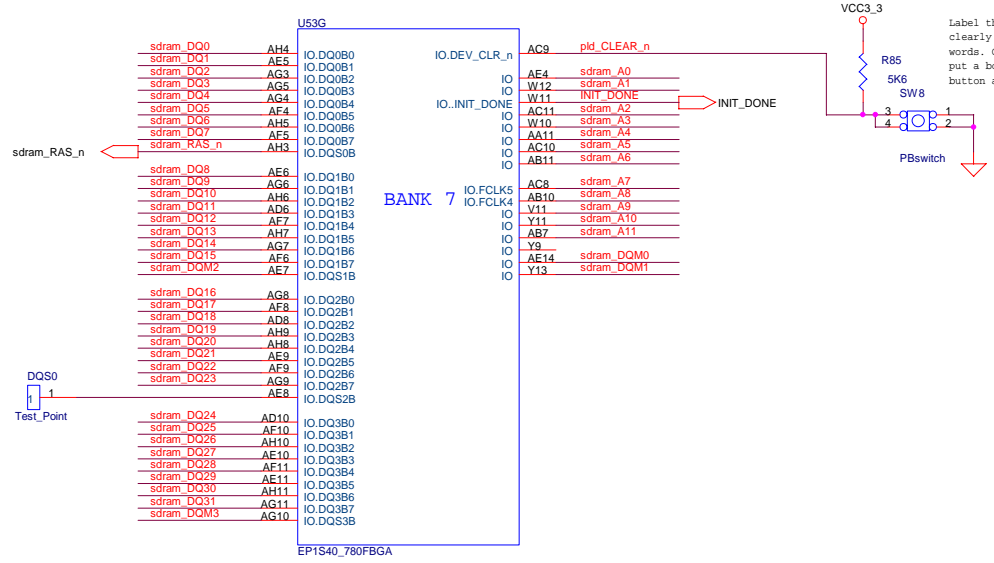 U53G
sdram_DQ0 AH4 IO.DQ0B0
sdram_DQ1 AE5 IO.DQ0B1
sdram_DQ2 AG3 IO.DQ0B2
sdram_DQ3 AG5 IO.DQ0B3
sdram_DQ4 AG4 IO.DQ0B4
sdram_DQ5 AF4 IO.DQ0B5
sdram_DQ6 AH5 IO.DQ0B6
sdram_DQ7 AF5 IO.DQ0B7
sdram_RAS_n sdram_RAS_n AH3 IO.DQS0B
sdram_DQ8 AE6 IO.DQ1B0
sdram_DQ9 AG6 IO.DQ1B1
sdram_DQ10 AH6 IO.DQ1B2
sdram_DQ11 AD6 IO.DQ1B3
sdram_DQ12 AF7 IO.DQ1B4
sdram_DQ13 AH7 IO.DQ1B5
sdram_DQ14 AG7 IO.DQ1B6
sdram_DQ15 AF6 IO.DQ1B7
sdram_DQM2 AE7 IO.DQS1B
sdram_DQ16 AG8 IO.DQ2B0
sdram_DQ17 AF8 IO.DQ2B1
sdram_DQ18 AD8 IO.DQ2B2
sdram_DQ19 AH9 IO.DQ2B3
sdram_DQ20 AH8 IO.DQ2B4
sdram_DQ21 AE9 IO.DQ2B5
sdram_DQ22 AF9 IO.DQ2B6
sdram_DQ23 AG9 IO.DQ2B7
DQS0
1 1 AE8 IO.DQS2B
Test_Point
sdram_DQ24 AD10 IO.DQ3B0
sdram_DQ25 AF10 IO.DQ3B1
sdram_DQ26 AH10 IO.DQ3B2
sdram_DQ27 AE10 IO.DQ3B3
sdram_DQ28 AF11 IO.DQ3B4
sdram_DQ29 AE11 IO.DQ3B5
sdram_DQ30 AH11 IO.DQ3B6
sdram_DQ31 AG11 IO.DQ3B7
sdram_DQM3 AG10 IO.DQS3B
BANK 7
IO.DEV_CLR_n AC9 pld_CLEAR_n
IO AE4 sdram_A0
IO W12 sdram_A1
IO..INIT_DONE W11 INIT_DONE INIT_DONE
IO AC11 sdram_A2
IO W10 sdram_A3
IO AA11 sdram_A4
IO AC10 sdram_A5
IO AB11 sdram_A6
IO.FCLK5 AC8 sdram_A7
IO.FCLK4 AB10 sdram_A8
IO V11 sdram_A9
IO Y11 sdram_A10
IO AB7 sdram_A11
IO Y9
IO AE14 sdram_DQM0
IO Y13 sdram_DQM1
EP1S40_780FBGA
VCC3_3
R85
5K6
SW8
3 1
4 2
PBswitch
Label
clearly
words.
put a
button